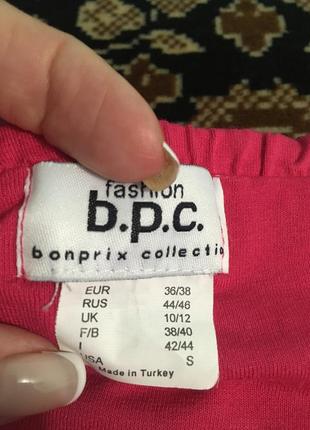 fashion
b.p.c.
bonprix collectio
EUR 36/38
RUS 44/46
UK 10/12
F/B 38/40
I 42/44
USA S
Made in Turkey